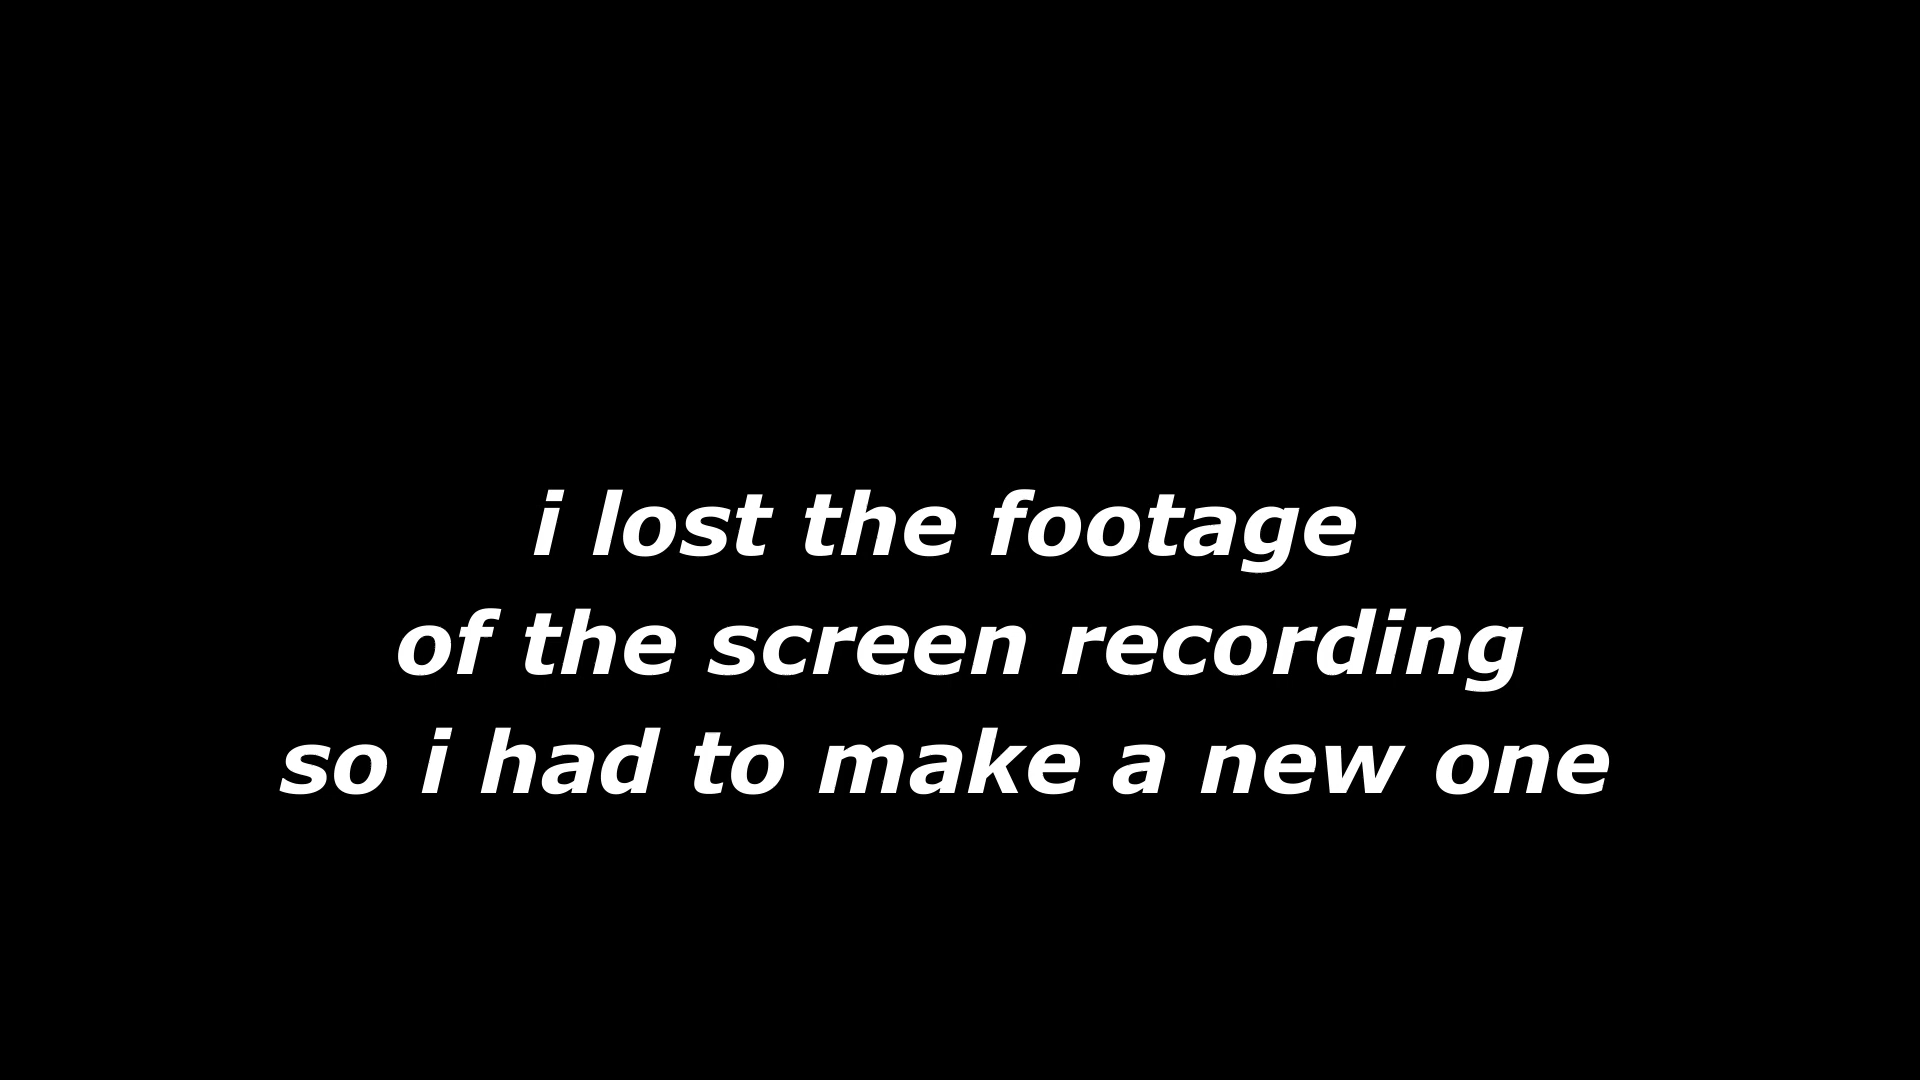 i lost the footage
of the screen recording
so i had to make a new one